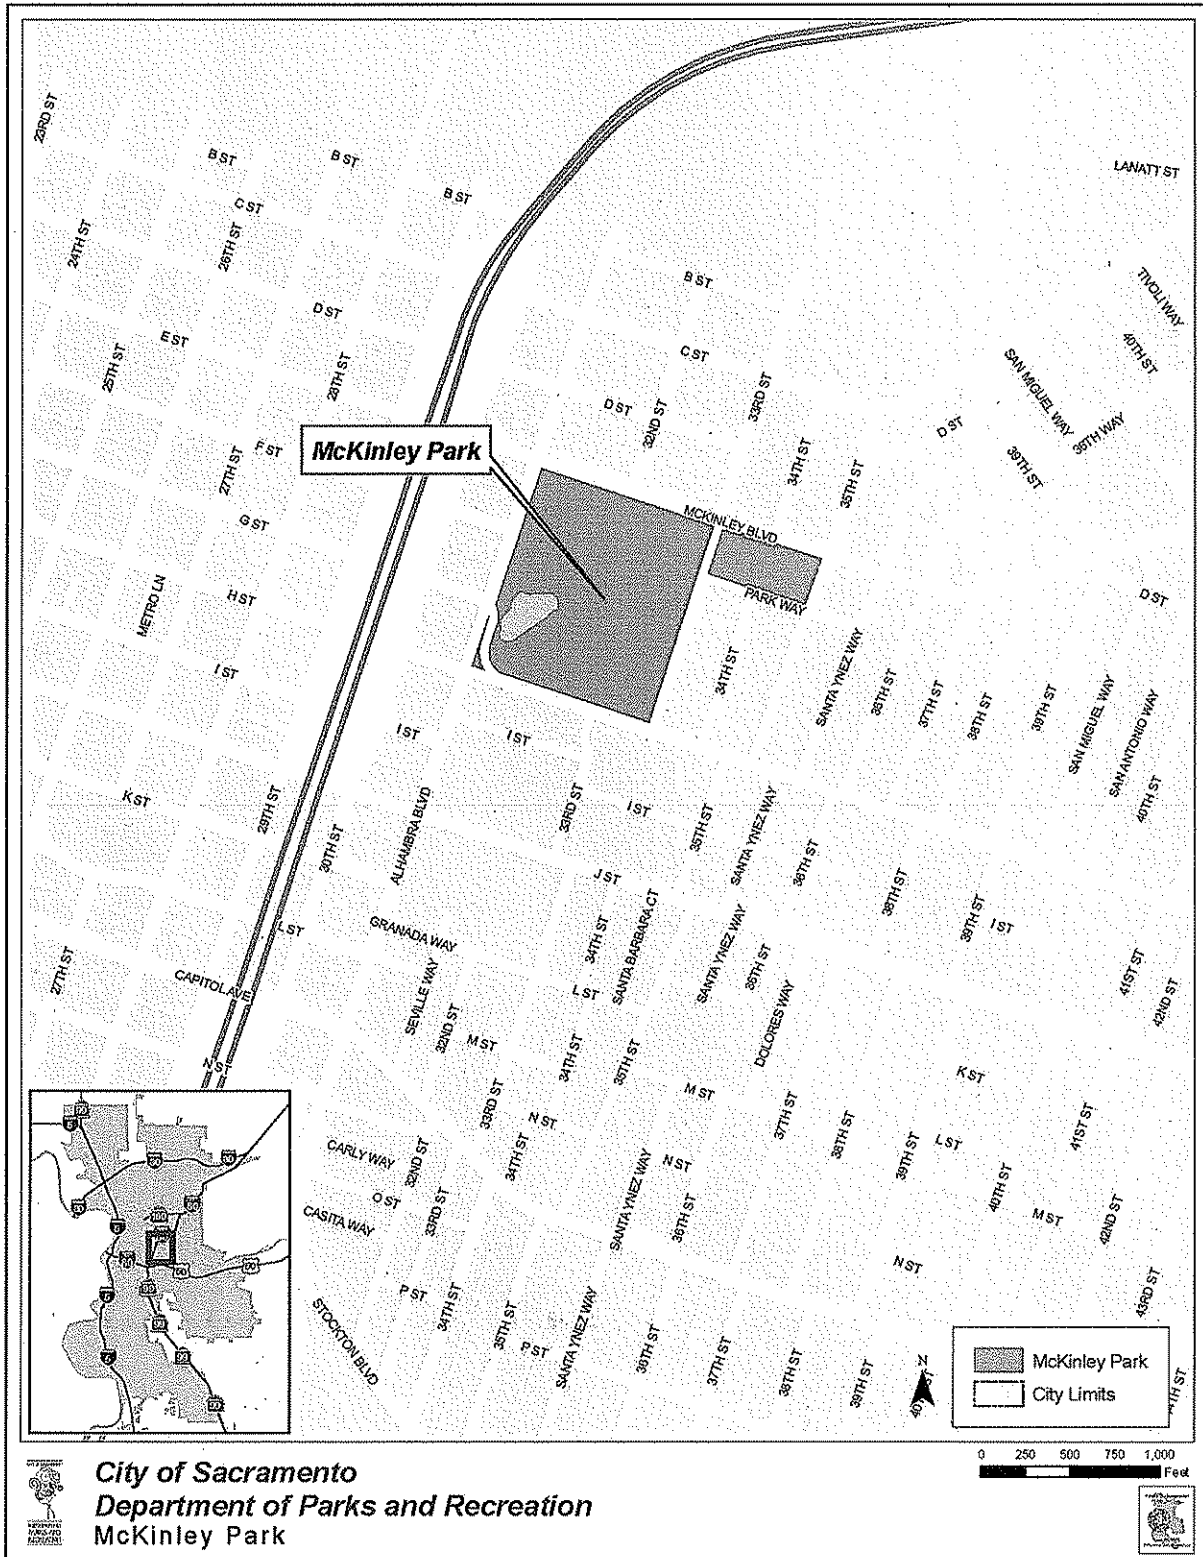 23RD ST
B ST
B ST
B ST
LANATT ST
C ST
24TH ST
26TH ST
B ST
TIVOLI WAY
D ST
E ST
25TH ST
28TH ST
C ST
40TH ST
SAN MIGUEL WAY
33RD ST
D ST
32ND ST
D ST
36TH WAY
McKinley Park
F ST
27TH ST
34TH ST
35TH ST
39TH ST
G ST
MCKINLEY BLVD
METRO LN
H ST
PARK WAY
D ST
I ST
34TH ST
SANTA YNEZ WAY
36TH ST
37TH ST
38TH ST
39TH ST
SAN MIGUEL WAY
SAN ANTONIO WAY
40TH ST
I ST
I ST
K ST
29TH ST
30TH ST
ALHAMBRA BLVD
33RD ST
I ST
35TH ST
SANTA YNEZ WAY
36TH ST
J ST
38TH ST
39TH ST
I ST
L ST
GRANADA WAY
34TH ST
SANTA BARBARA CT
SANTA YNEZ WAY
36TH ST
27TH ST
CAPITOL AVE
SEVILLE WAY
L ST
41ST ST
42ND ST
32ND ST
M ST
34TH ST
35TH ST
DOLORES WAY
N ST
K ST
33RD ST
M ST
37TH ST
38TH ST
41ST ST
N ST
CARLY WAY
32ND ST
34TH ST
N ST
39TH ST
L ST
O ST
CASITA WAY
33RD ST
SANTA YNEZ WAY
36TH ST
40TH ST
M ST
42ND ST
N ST
43RD ST
P ST
34TH ST
STOCKTON BLVD
35TH ST
P ST
SANTA YNEZ WAY
36TH ST
37TH ST
38TH ST
39TH ST
N
McKinley Park
City Limits
0 250 500 750 1,000
Feet
City of Sacramento
Department of Parks and Recreation
McKinley Park